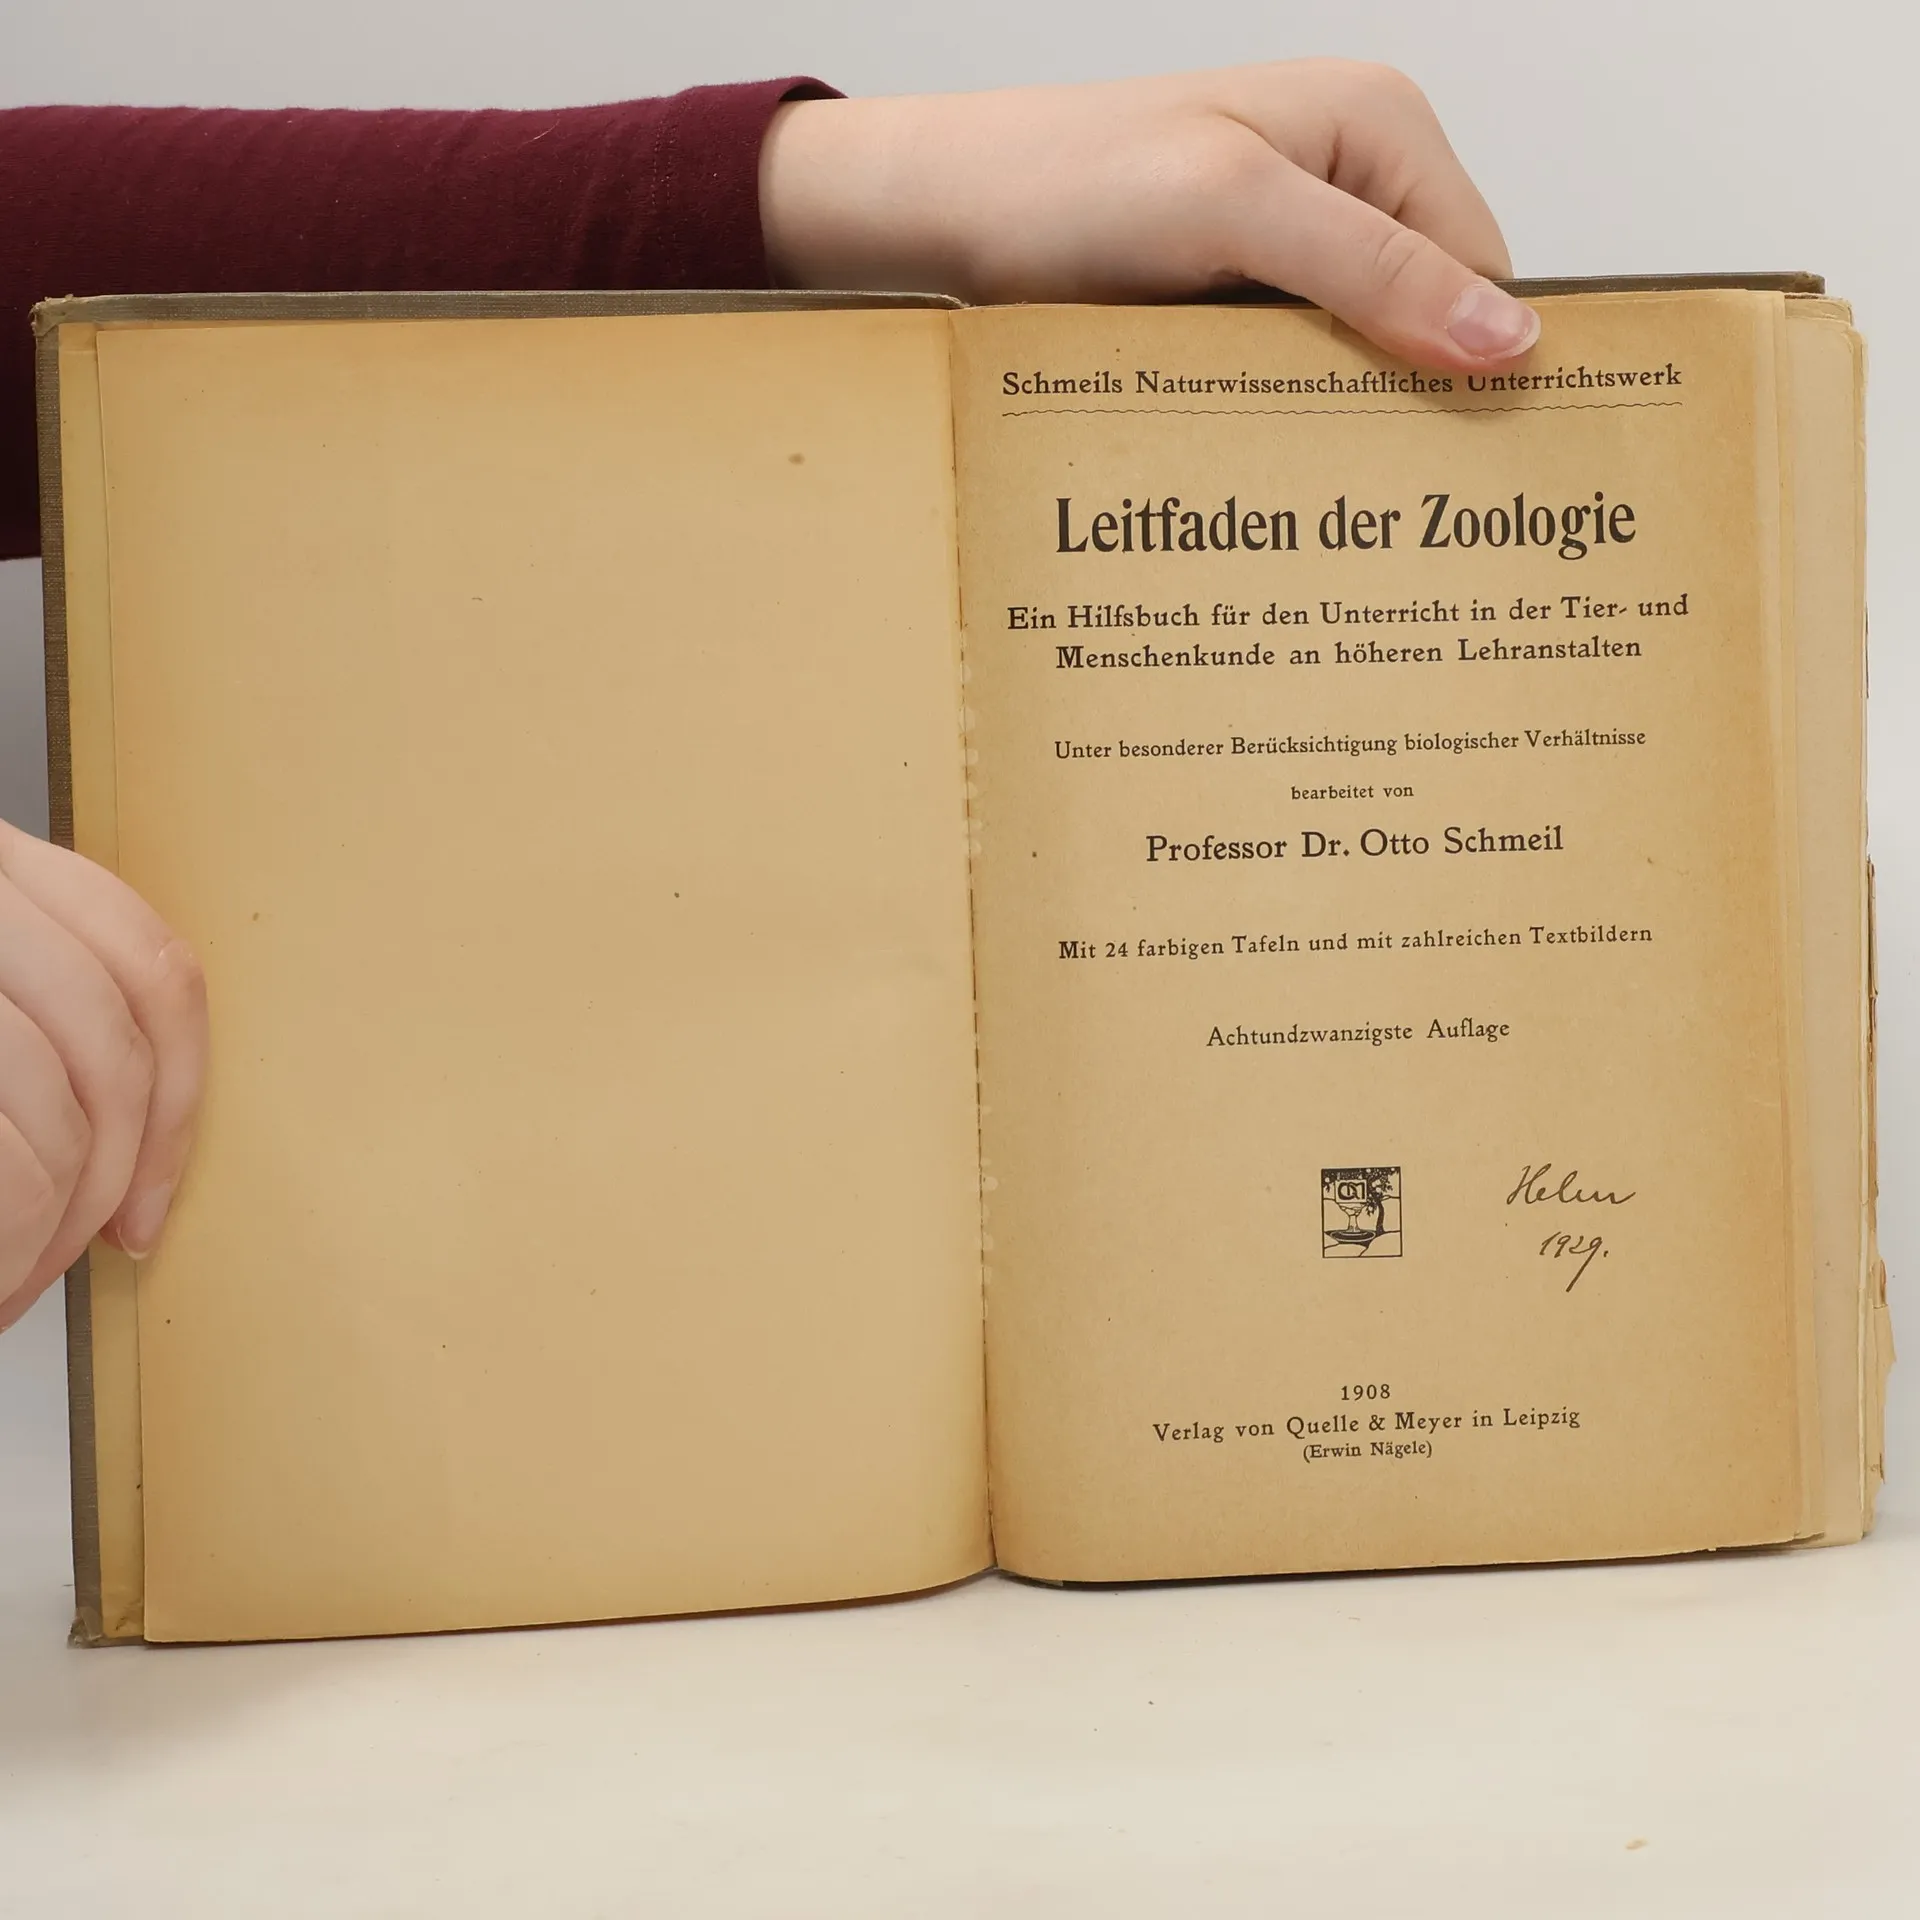 Schmeils Naturwissenschaftliches Unterrichtswerk
Leitfaden der Zoologie
Ein Hilfsbuch für den Unterricht in der Tier- und
Menschenkunde an höheren Lehranstalten
Unter besonderer Berücksichtigung biologischer Verhältnisse
bearbeitet von
Professor Dr. Otto Schmeil
Mit 24 farbigen Tafeln und mit zahlreichen Textbildern
Achtundzwanzigste Auflage
1929.
1908
Verlag von Quelle & Meyer in Leipzig
(Erwin Nägele)